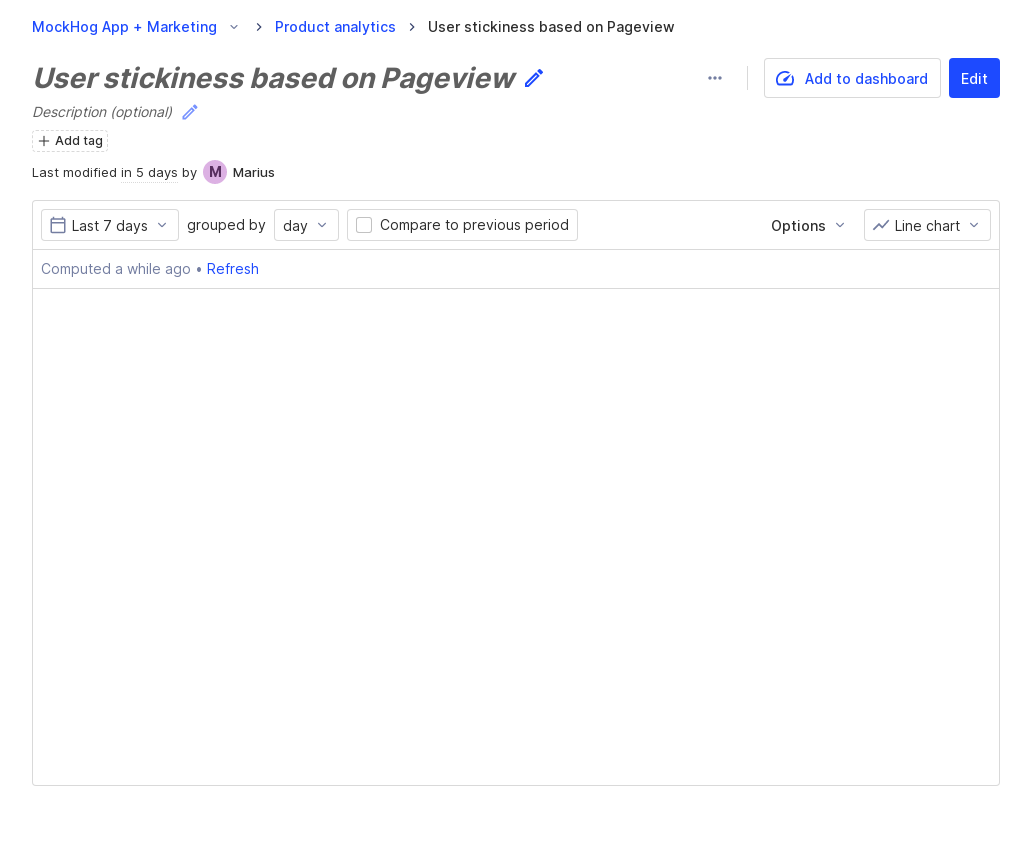 MockHog App + Marketing > Product analytics > User stickiness based on Pageview
User stickiness based on Pageview
Add to dashboard
Edit
Description (optional)
Add tag
Last modified in 5 days by M Marius
Last 7 days grouped by day Compare to previous period Options Line chart
Computed a while ago • Refresh